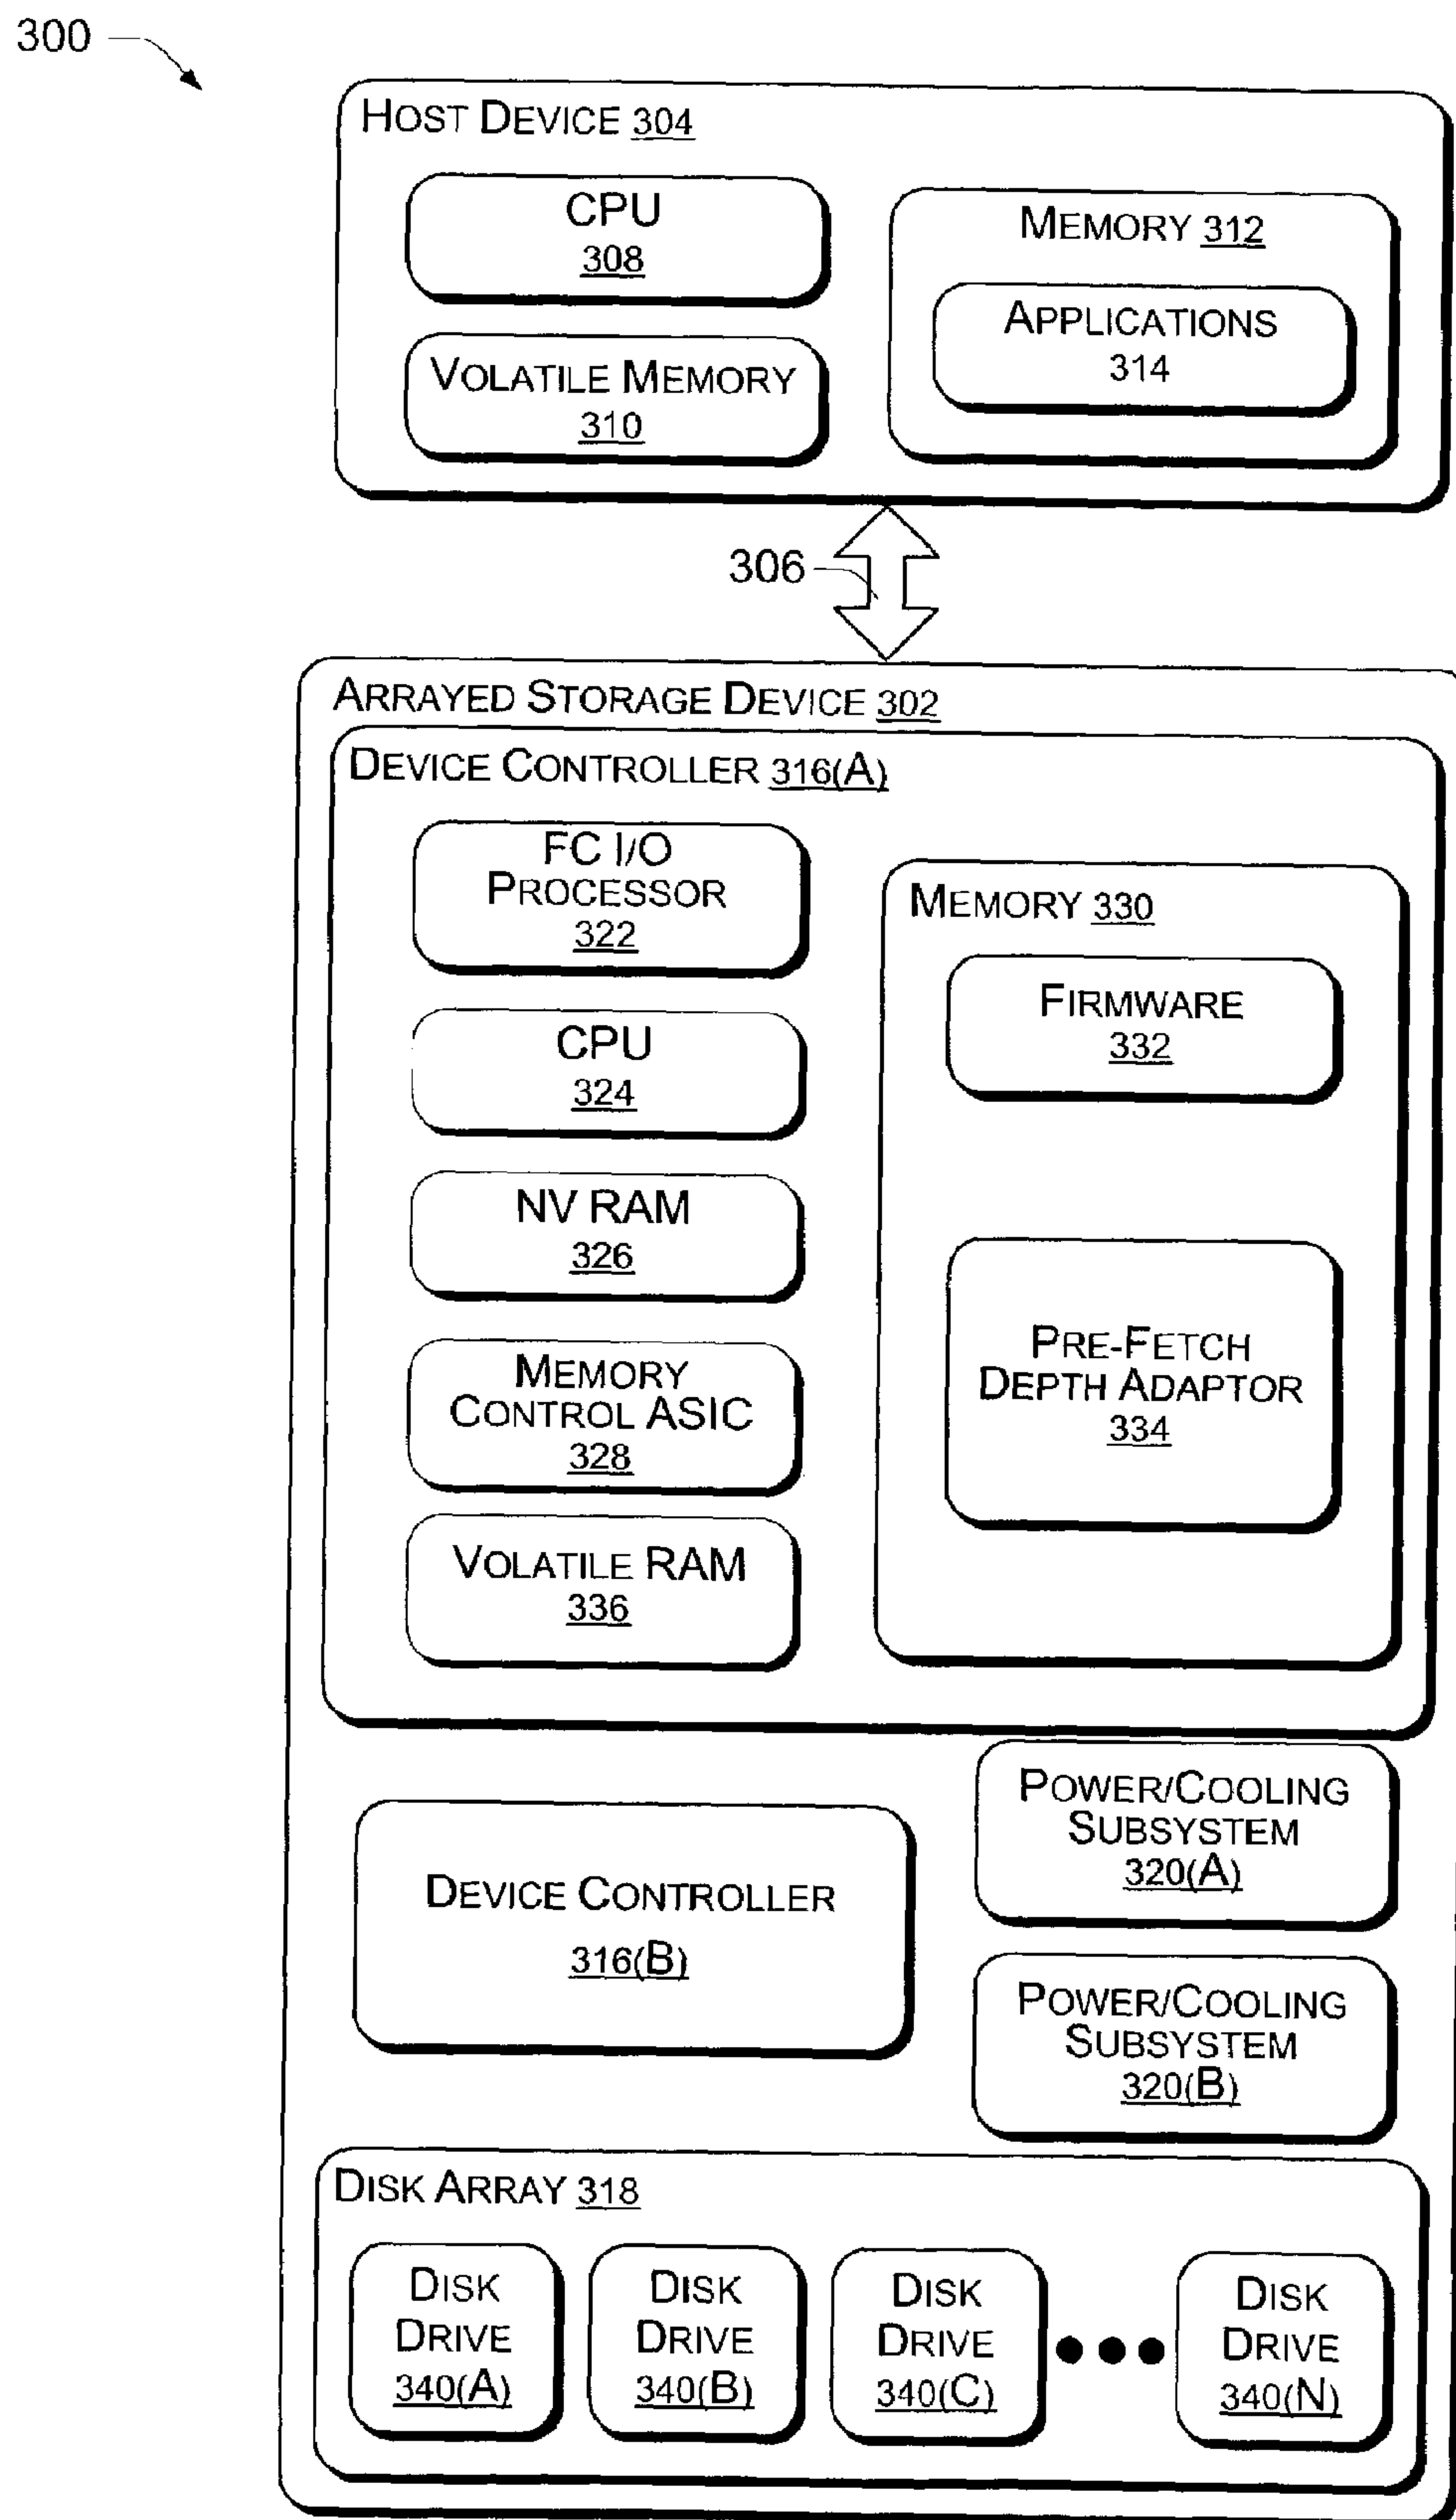 300
HOST DEVICE 304
CPU
308
VOLATILE MEMORY
310
MEMORY 312
APPLICATIONS
314
306
ARRAYED STORAGE DEVICE 302
DEVICE CONTROLLER 316(A)
FC I/O
PROCESSOR
322
CPU
324
NV RAM
326
MEMORY
CONTROL ASIC
328
VOLATILE RAM
336
MEMORY 330
FIRMWARE
332
PRE-FETCH
DEPTH ADAPTOR
334
DEVICE CONTROLLER
316(B)
POWER/COOLING
SUBSYSTEM
320(A)
POWER/COOLING
SUBSYSTEM
320(B)
DISK ARRAY 318
DISK
DRIVE
340(A)
DISK
DRIVE
340(B)
DISK
DRIVE
340(C)
DISK
DRIVE
340(N)